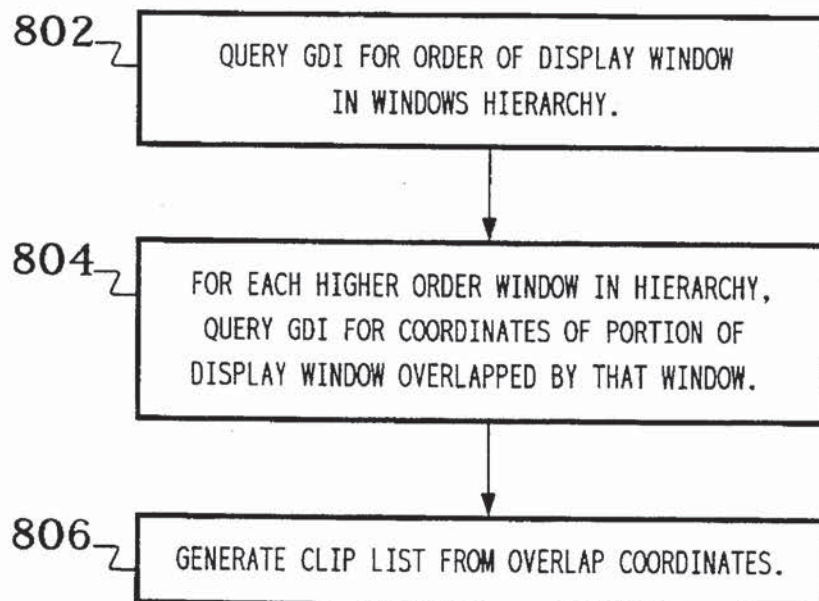 802
QUERY GDI FOR ORDER OF DISPLAY WINDOW
IN WINDOWS HIERARCHY.
804
FOR EACH HIGHER ORDER WINDOW IN HIERARCHY,
QUERY GDI FOR COORDINATES OF PORTION OF
DISPLAY WINDOW OVERLAPPED BY THAT WINDOW.
806
GENERATE CLIP LIST FROM OVERLAP COORDINATES.